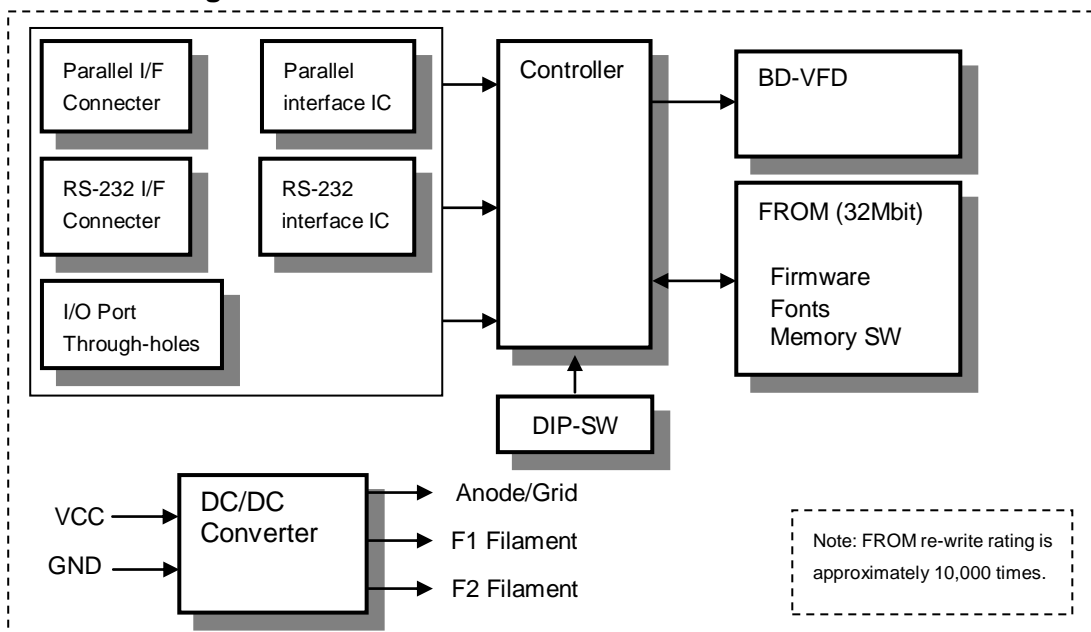 Parallel I/F
Connecter
Parallel
interface IC
RS-232 I/F
Connecter
RS-232
interface IC
I/O Port
Through-holes
Controller
DIP-SW
BD-VFD
FROM (32Mbit)
Firmware
Fonts
Memory SW
VCC
GND
DC/DC
Converter
Anode/Grid
F1 Filament
F2 Filament
Note: FROM re-write rating is
approximately 10,000 times.